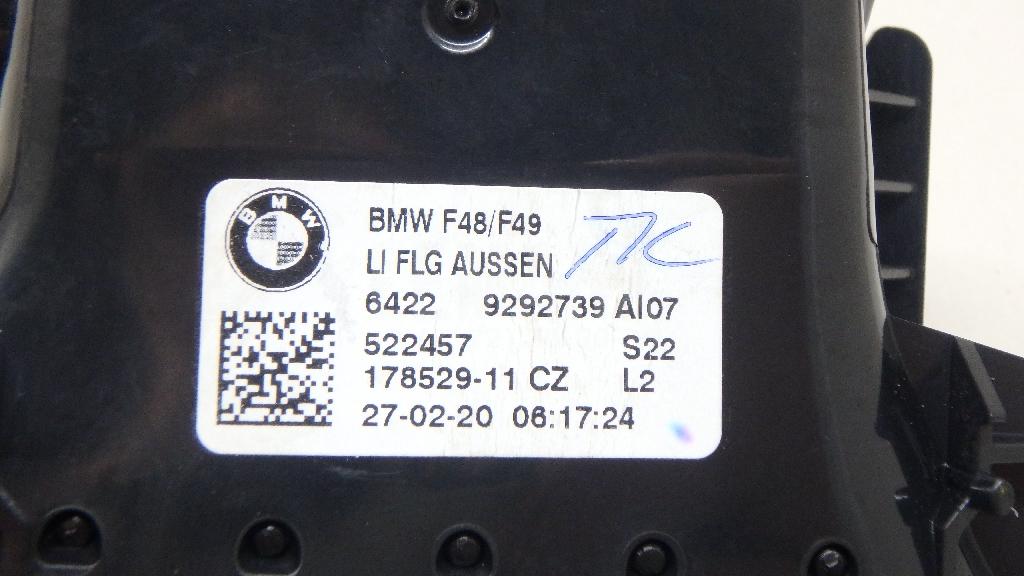 BMW
BMW F48/F49
LI FLG AUSSEN
6422 9292739 AI07
522457 S22
178529-11 CZ L2
27-02-20 06:17:24